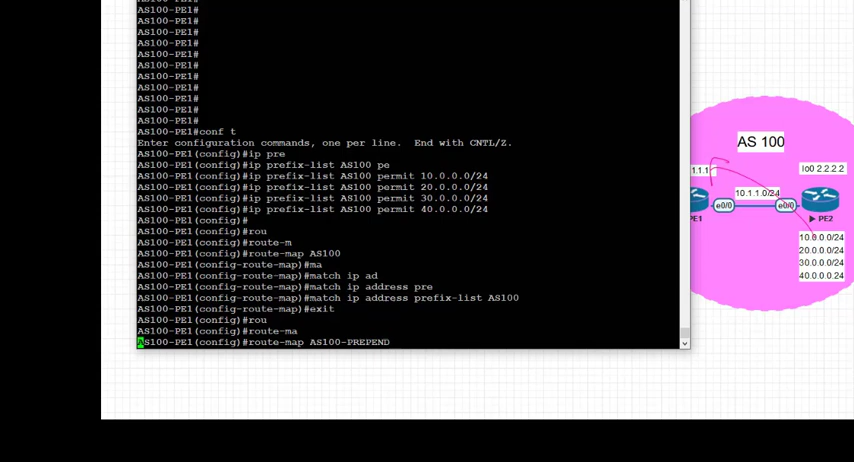 AS100-PE1#
AS100-PE1#
AS100-PE1#
AS100-PE1#
AS100-PE1#
AS100-PE1#
AS100-PE1#
AS100-PE1#
AS100-PE1#
AS100-PE1#
AS100-PE1#
AS100-PE1#
AS100-PE1#conf t
Enter configuration commands, one per line.  End with CNTL/Z.
AS100-PE1(config)#ip pre
AS100-PE1(config)#ip prefix-list AS100 pe
AS100-PE1(config)#ip prefix-list AS100 permit 10.0.0.0/24
AS100-PE1(config)#ip prefix-list AS100 permit 20.0.0.0/24
AS100-PE1(config)#ip prefix-list AS100 permit 30.0.0.0/24
AS100-PE1(config)#ip prefix-list AS100 permit 40.0.0.0/24
AS100-PE1(config)#
AS100-PE1(config)#rou
AS100-PE1(config)#route-m
AS100-PE1(config)#route-map AS100
AS100-PE1(config-route-map)#ma
AS100-PE1(config-route-map)#match ip ad
AS100-PE1(config-route-map)#match ip address pre
AS100-PE1(config-route-map)#match ip address prefix-list AS100
AS100-PE1(config-route-map)#exit
AS100-PE1(config)#rou
AS100-PE1(config)#route-ma
AS100-PE1(config)#route-map AS100-PREPEND
AS 100
1.1.1
lo0 2.2.2.2
10.1.1.0/24
e0/0
e0/0
PE1
PE2
10.0.0.0/24
20.0.0.0/24
30.0.0.0/24
40.0.0.0.24